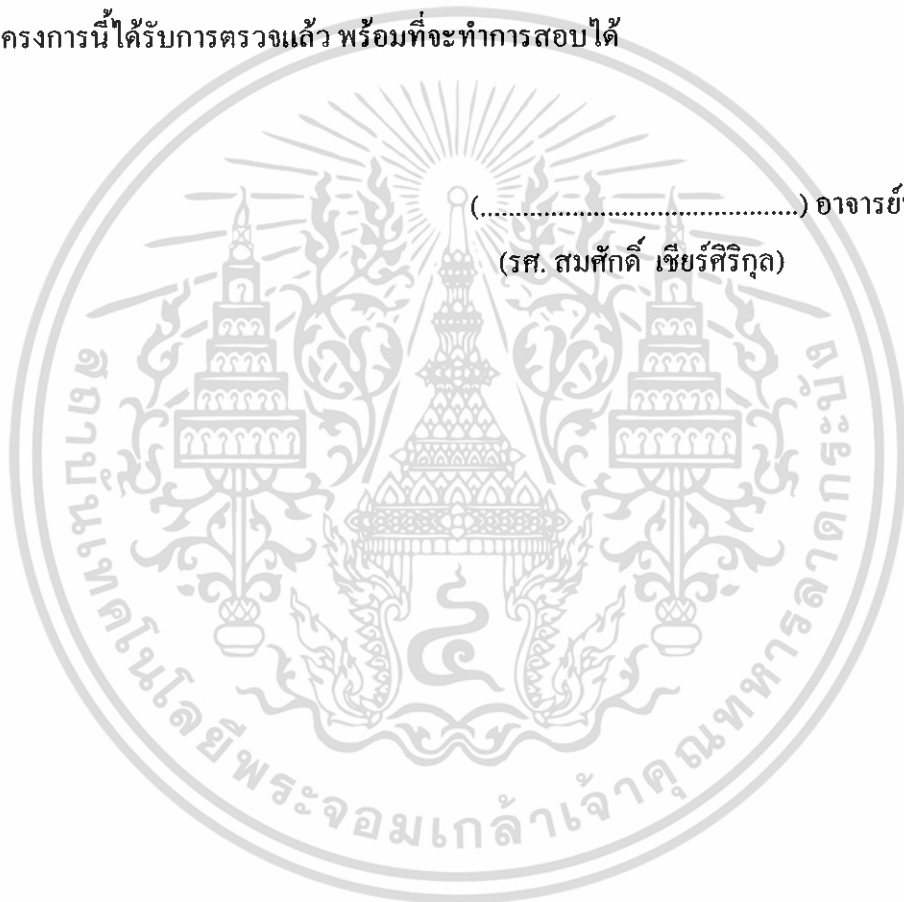 ครงการนี้ได้รับการตรวจแล้ว พร้อมที่จะทำการสอบได้
(..........................................) อาจารย์
(รศ. สมศักดิ์ เชียร์ศิริกุล)
สถาบันเทคโนโลยีพระจอมเกล้าเจ้าคุณทหารลาดกระบัง
๔